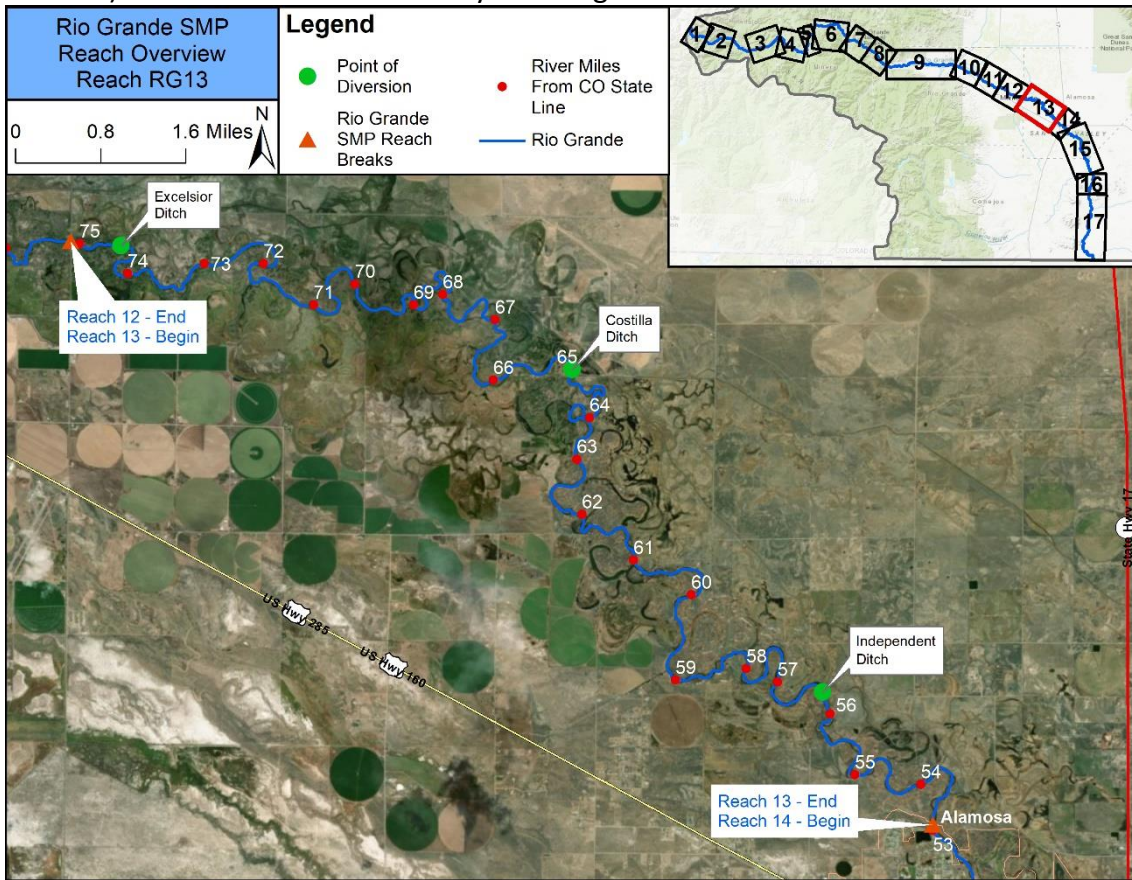 Rio Grande SMP
Reach Overview
Reach RG13
0 0.8 1.6 Miles
N
Legend
Point of
Diversion
Rio Grande
SMP Reach
Breaks
River Miles
From CO State
Line
Rio Grande
1
2
3
4
5
6
7
8
9
10
11
12
13
14
15
16
17
Conejos
Alamosa
75
Excelsior
Ditch
74
73
72
71
70
69
68
67
66
Reach 12 - End
Reach 13 - Begin
Costilla
Ditch
65
64
63
62
61
60
59
58
57
Independent
Ditch
56
55
54
Reach 13 - End
Reach 14 - Begin
Alamosa
53
US Hwy 285
US Hwy 160
State Hwy 17